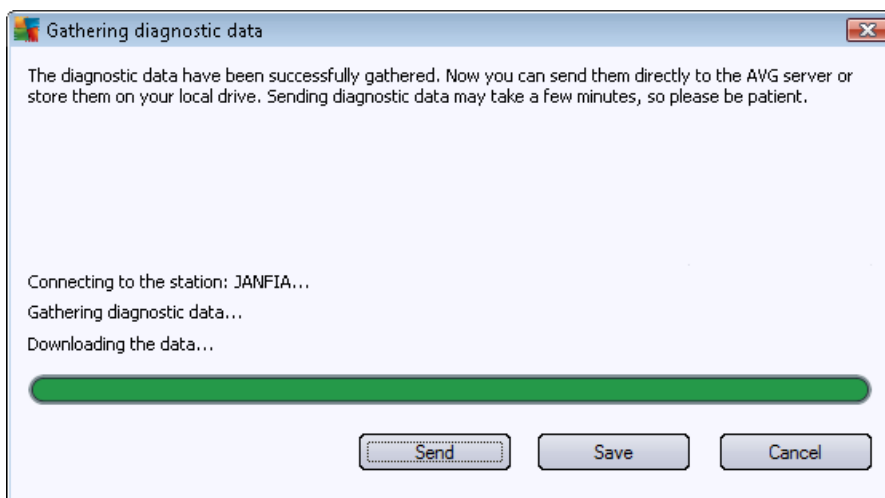 Gathering diagnostic data
The diagnostic data have been successfully gathered. Now you can send them directly to the AVG server or
store them on your local drive. Sending diagnostic data may take a few minutes, so please be patient.
Connecting to the station: JANFIA...
Gathering diagnostic data...
Downloading the data...
Send Save Cancel